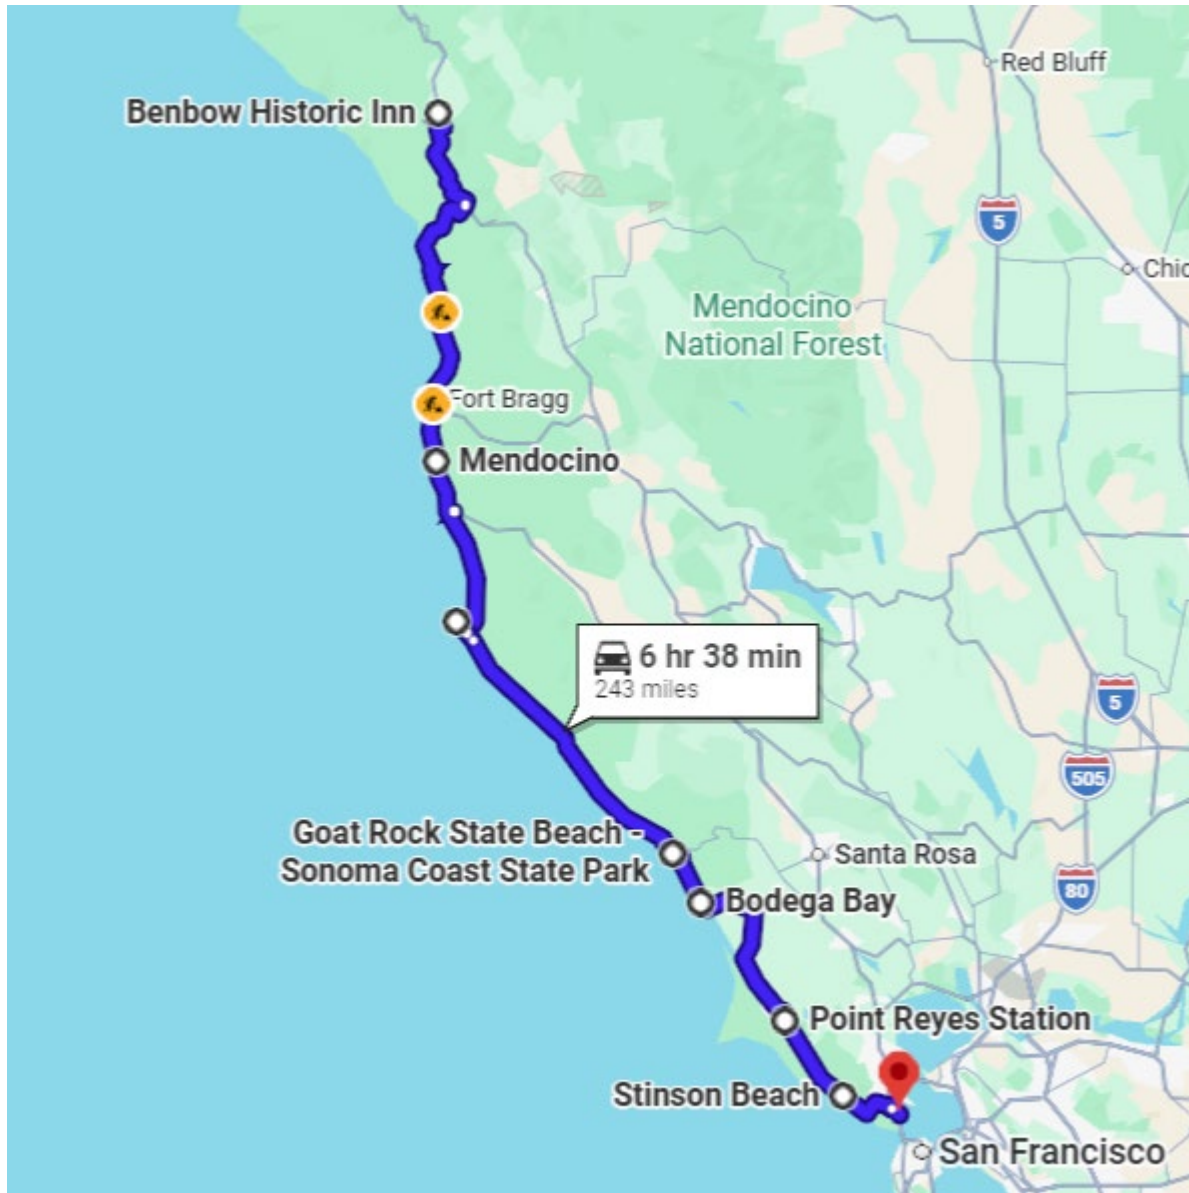 Red Bluff
Benbow Historic Inn
5
Chic
Mendocino
National Forest
Fort Bragg
Mendocino
6 hr 38 min
243 miles
5
505
Goat Rock State Beach -
Sonoma Coast State Park
Santa Rosa
80
Bodega Bay
Point Reyes Station
Stinson Beach
San Francisco